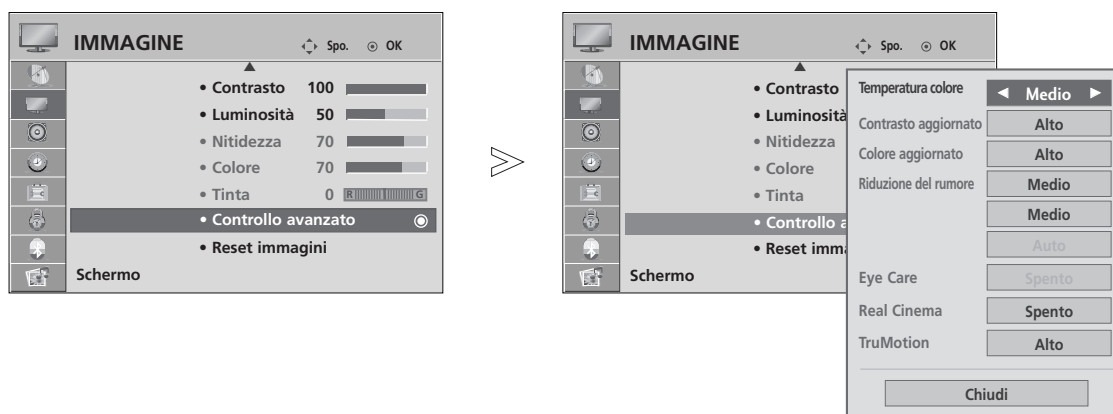 IMMAGINE
Spo.
OK
• Contrasto 100
• Luminosità 50
• Nitidezza 70
• Colore 70
• Tinta 0 R G
• Controllo avanzato
• Reset immagini
Schermo
IMMAGINE
Spo.
OK
• Contrasto
• Luminosità
• Nitidezza
• Colore
• Tinta
• Controllo a
• Reset imma
Schermo
Temperatura colore ◄ Medio ►
Contrasto aggiornato Alto
Colore aggiornato Alto
Riduzione del rumore Medio
Medio
Auto
Eye Care Spento
Real Cinema Spento
TruMotion Alto
Chiudi